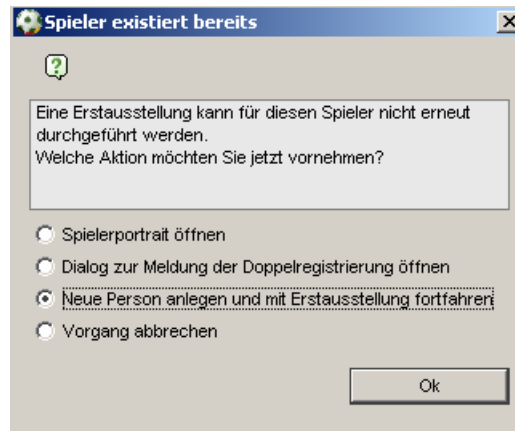 Spieler existiert bereits
Eine Erstausstellung kann für diesen Spieler nicht erneut
durchgeführt werden.
Welche Aktion möchten Sie jetzt vornehmen?
Spielerportrait öffnen
Dialog zur Meldung der Doppelregistrierung öffnen
Neue Person anlegen und mit Erstausstellung fortfahren
Vorgang abbrechen
Ok